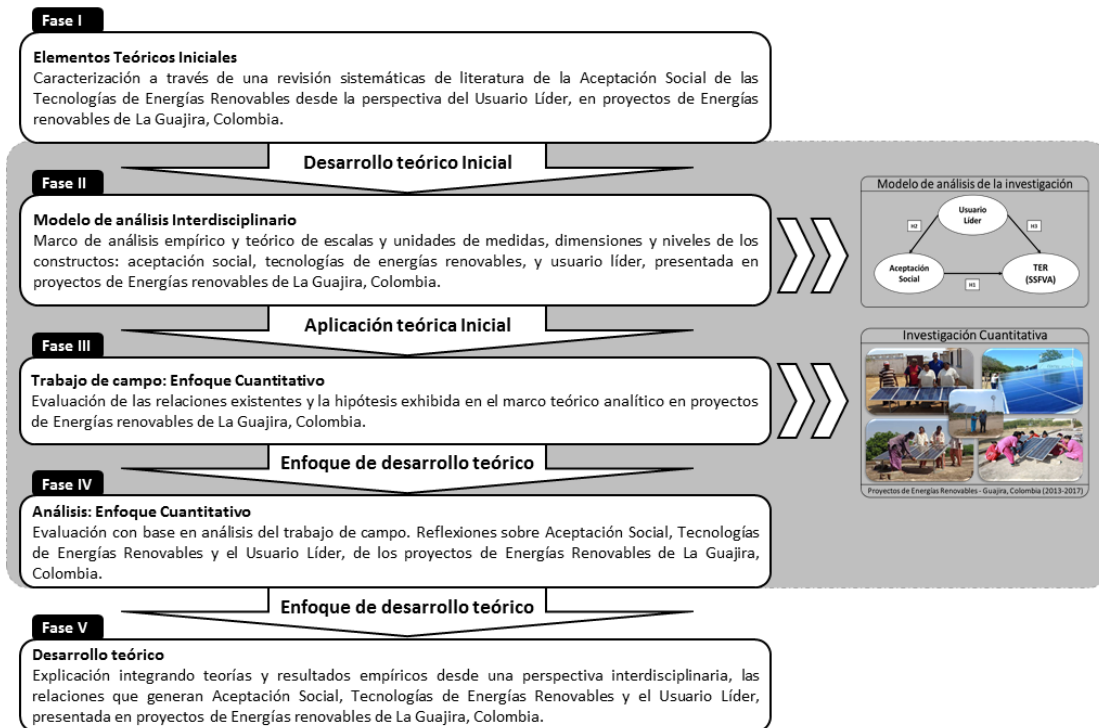 Fase I
Elementos Teóricos Iniciales
Caracterización a través de una revisión sistemáticas de literatura de la Aceptación Social de las
Tecnologías de Energías Renovables desde la perspectiva del Usuario Líder, en proyectos de Energías
renovables de La Guajira, Colombia.
Desarrollo teórico Inicial
Fase II
Modelo de análisis Interdisciplinario
Marco de análisis empírico y teórico de escalas y unidades de medidas, dimensiones y niveles de los
constructos: aceptación social, tecnologías de energías renovables, y usuario líder, presentada en
proyectos de Energías renovables de La Guajira, Colombia.
Modelo de análisis de la investigación
Usuario
Líder
H2
H3
Aceptación
Social
H1
TER
(SSFVA)
Aplicación teórica Inicial
Fase III
Trabajo de campo: Enfoque Cuantitativo
Evaluación de las relaciones existentes y la hipótesis exhibida en el marco teórico analítico en proyectos
de Energías renovables de La Guajira, Colombia.
Investigación Cuantitativa
Proyectos de Energías Renovables - Guajira, Colombia (2013-2017)
Enfoque de desarrollo teórico
Fase IV
Análisis: Enfoque Cuantitativo
Evaluación con base en análisis del trabajo de campo. Reflexiones sobre Aceptación Social, Tecnologías
de Energías Renovables y el Usuario Líder, de los proyectos de Energías Renovables de La Guajira,
Colombia.
Enfoque de desarrollo teórico
Fase V
Desarrollo teórico
Explicación integrando teorías y resultados empíricos desde una perspectiva interdisciplinaria, las
relaciones que generan Aceptación Social, Tecnologías de Energías Renovables y el Usuario Líder,
presentada en proyectos de Energías renovables de La Guajira, Colombia.